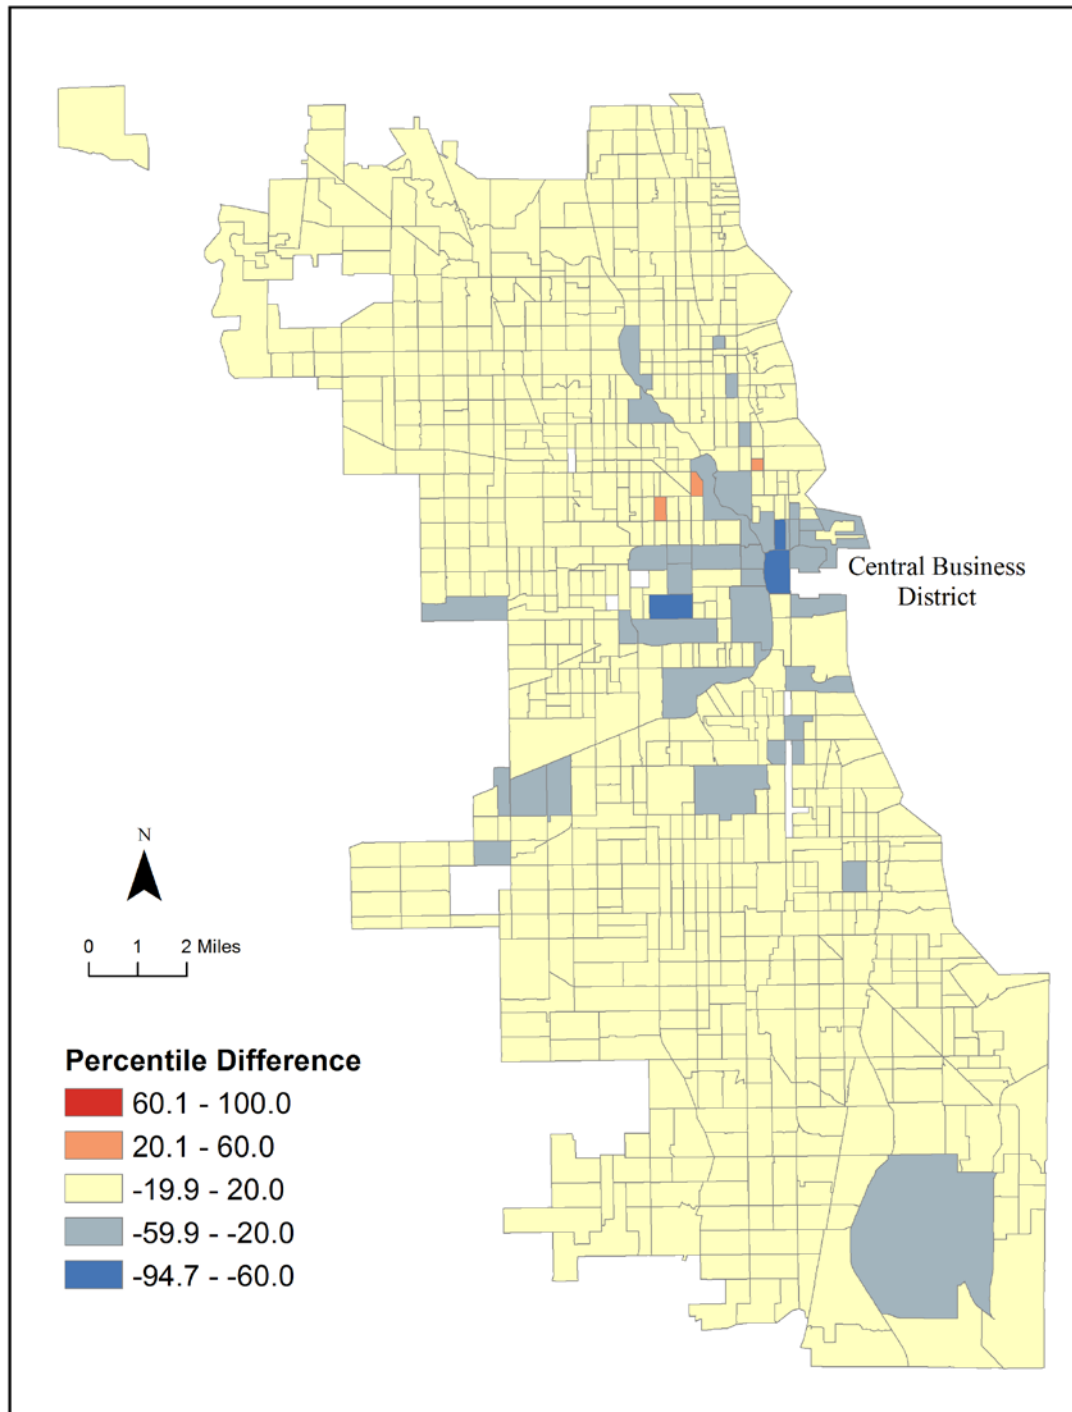 Central Business
District
N
0 1 2 Miles
Percentile Difference
60.1 - 100.0
20.1 - 60.0
-19.9 - 20.0
-59.9 - -20.0
-94.7 - -60.0